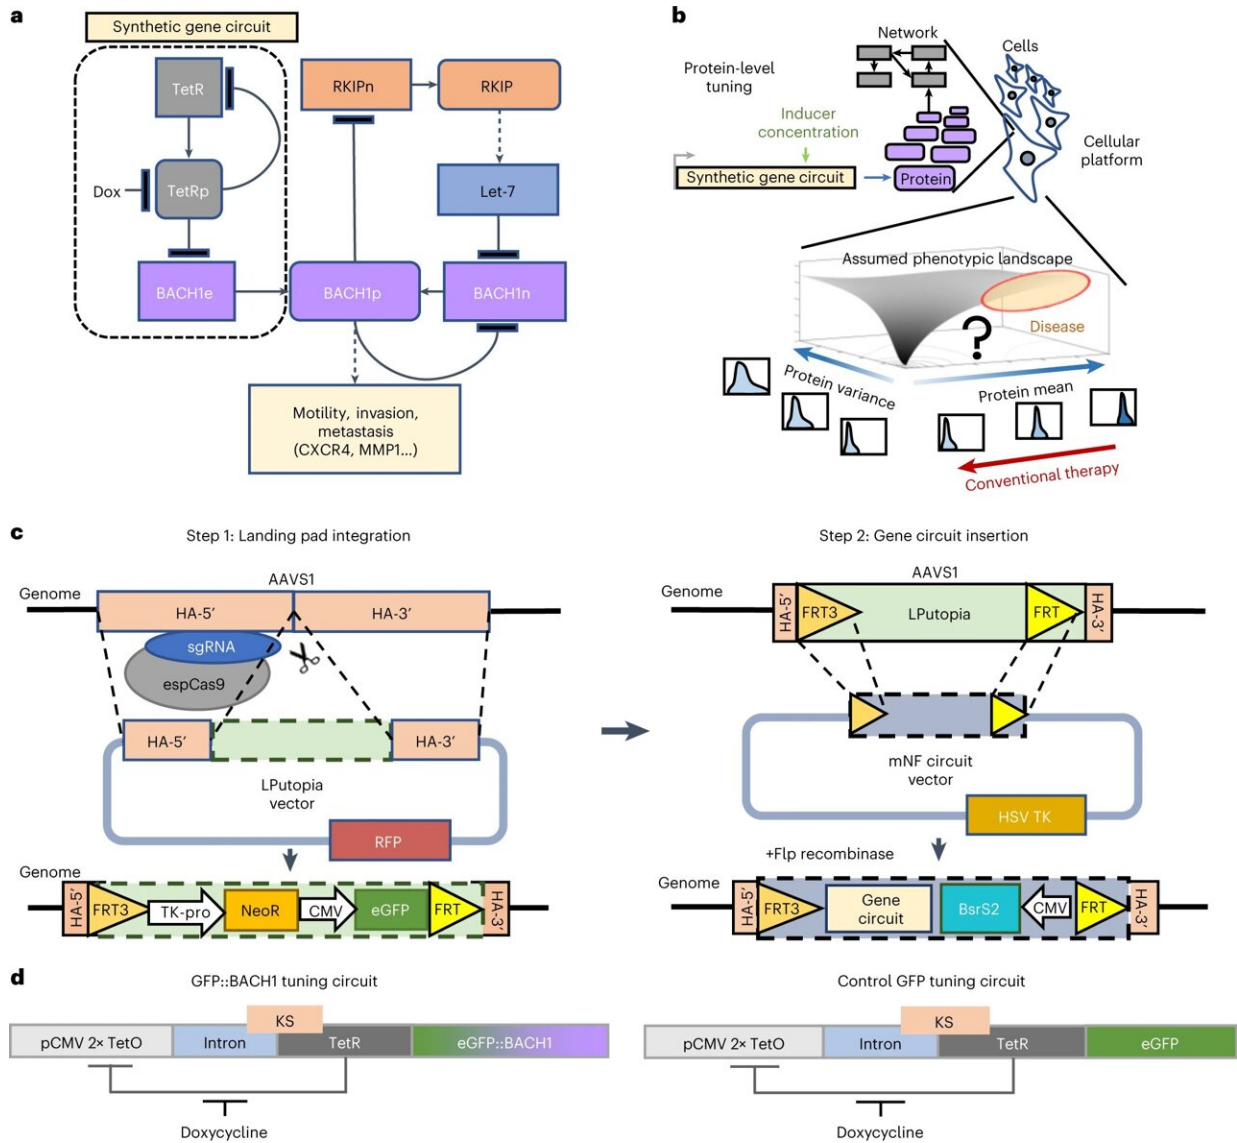 a
Synthetic gene circuit
TetR
RKIPn
RKIP
Dox
TetRp
Let-7
BACH1e
BACH1p
BACH1n
Motility, invasion,
metastasis
(CXCR4, MMP1...)
b
Network
Cells
Protein-level
tuning
Inducer
concentration
Cellular
platform
Synthetic gene circuit
Protein
Assumed phenotypic landscape
?
Disease
Protein variance
Protein mean
Conventional therapy
c
Step 1: Landing pad integration
AAVS1
Genome
HA-5′
HA-3′
sgRNA
espCas9
HA-5′
HA-3′
LPutopia
vector
RFP
Genome
HA-5′
FRT3
TK-pro
NeoR
CMV
eGFP
FRT
HA-3′
Step 2: Gene circuit insertion
AAVS1
Genome
HA-5′
FRT3
LPutopia
FRT
HA-3′
mNF circuit
vector
HSV TK
+Flp recombinase
Genome
HA-5′
FRT3
Gene
circuit
BsrS2
CMV
FRT
HA-3′
d
GFP::BACH1 tuning circuit
KS
pCMV 2× TetO
Intron
TetR
eGFP::BACH1
Doxycycline
Control GFP tuning circuit
KS
pCMV 2× TetO
Intron
TetR
eGFP
Doxycycline